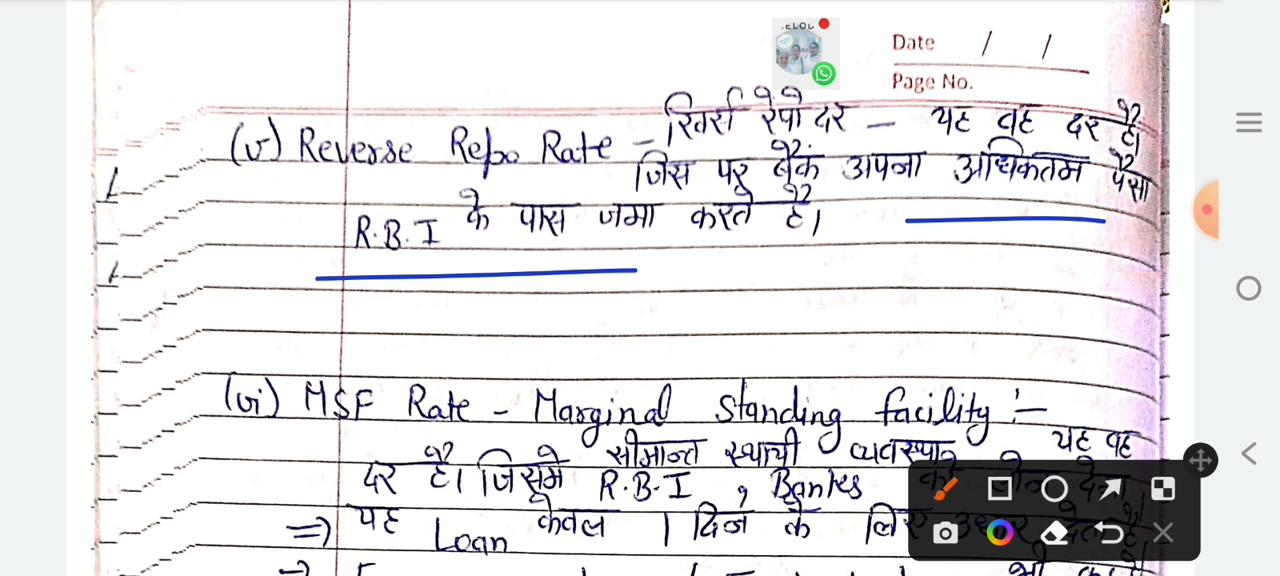 Date / /
Page No.
(v) Reverse Repo Rate - रिवर्स रेपो दर – यह वह दर है।
जिस पर बैंक अपना अधिकतम पैसा
R.B.I के पास जमा करते है।
(vi) MSF Rate - Marginal Standing facility :-
सीमान्त स्थायी व्यवस्था यह वह
दर है। जिसमे R.B.I , Banks को लोन देता
⇒ यह Loan केवल 1 दिन के लिए उधार देता है